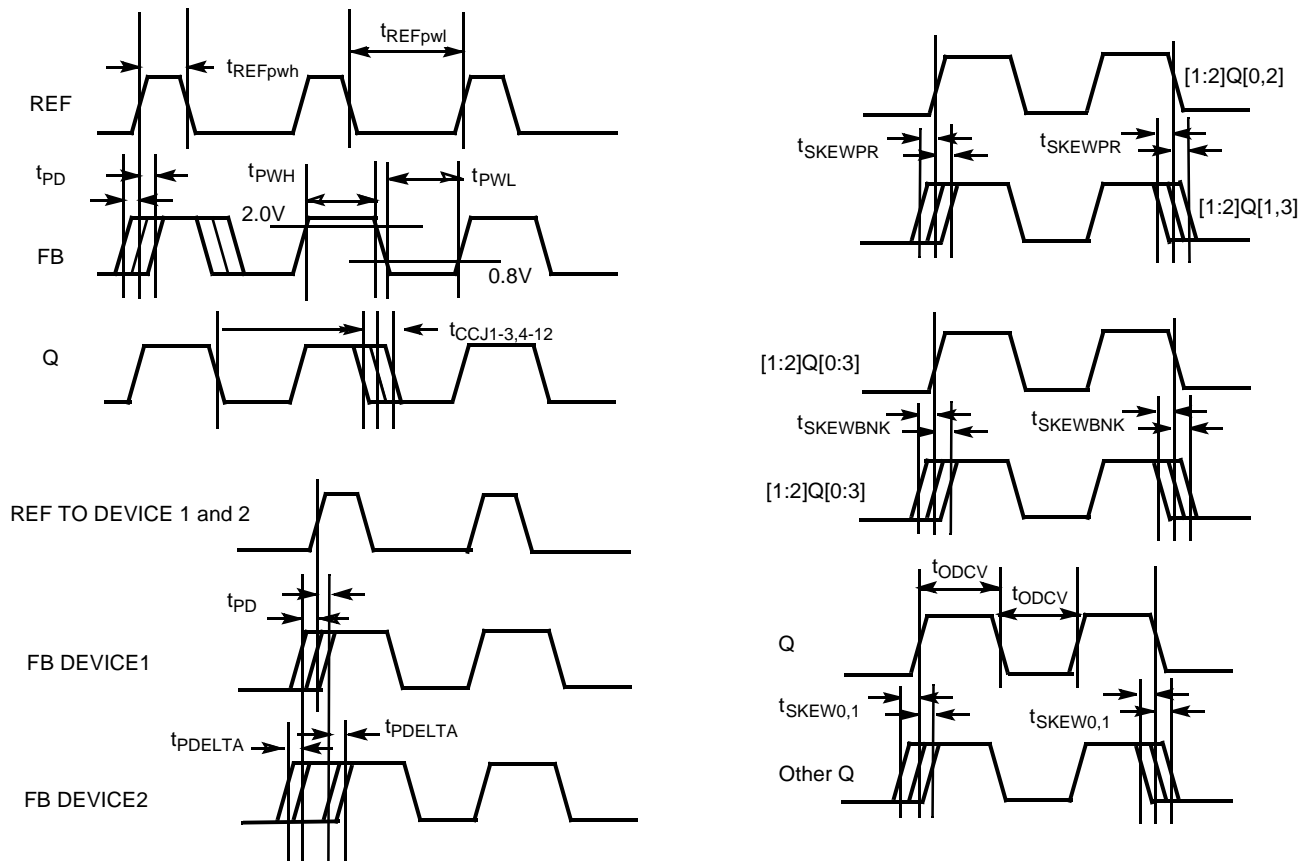 tREFpwl
tREFpwh
REF
tPD
tPWH
tPWL
2.0V
FB
0.8V
tCCJ1-3,4-12
Q
REF TO DEVICE 1 and 2
tPD
FB DEVICE1
tPDELTA
tPDELTA
FB DEVICE2
[1:2]Q[0,2]
tSKEWPR
tSKEWPR
[1:2]Q[1,3]
[1:2]Q[0:3]
tSKEWBNK
tSKEWBNK
[1:2]Q[0:3]
tODCV
tODCV
Q
tSKEW0,1
tSKEW0,1
Other Q